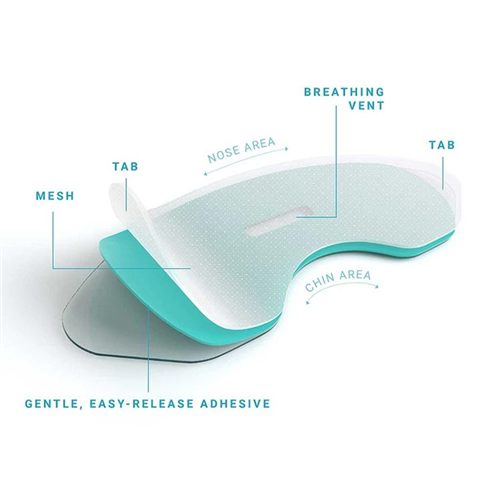 BREATHING
VENT
NOSE AREA
TAB
TAB
MESH
CHIN AREA
GENTLE, EASY-RELEASE ADHESIVE